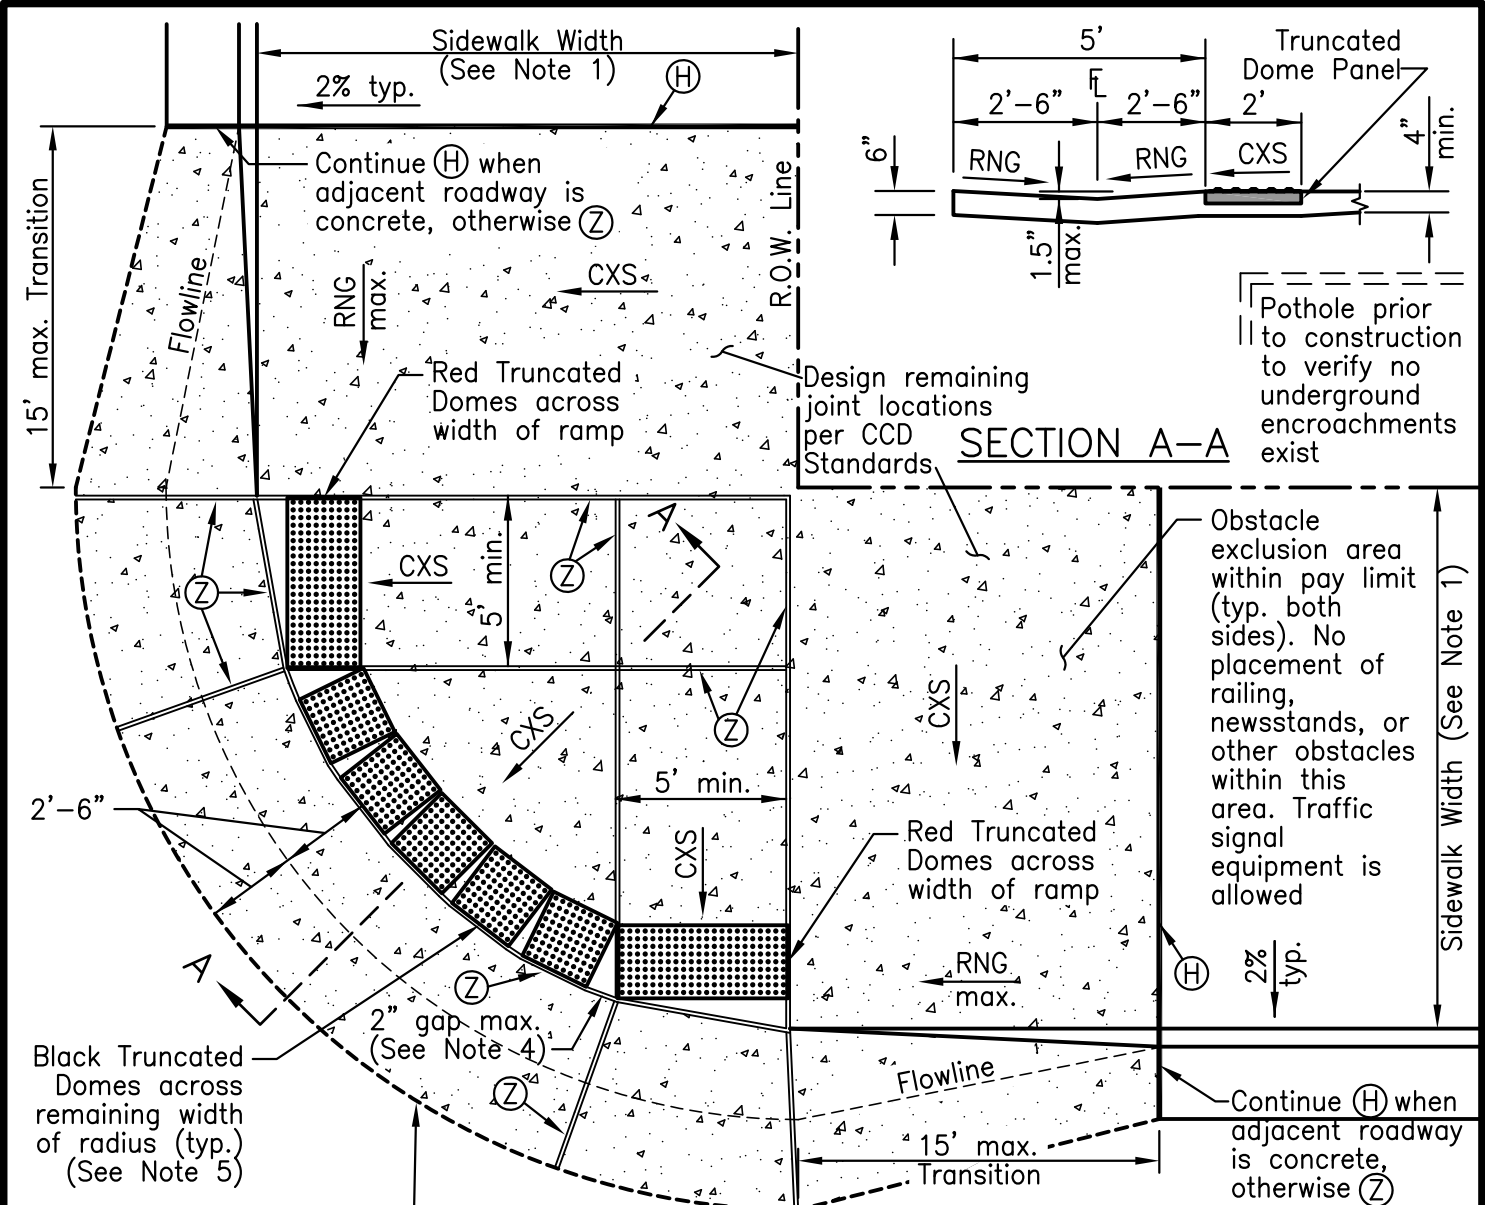 Sidewalk Width
(See Note 1)
2% typ.
H
Continue H when
adjacent roadway is
concrete, otherwise Z
15' max. Transition
Flowline
RNG
max.
CXS
R.O.W. Line
Red Truncated
Domes across
width of ramp
Design remaining
joint locations
per CCD
Standards
5'
Truncated
Dome Panel
FL
2'-6"
2'-6"
2'
6"
RNG
RNG
CXS
4"
min.
1.5"
max.
SECTION A-A
Pothole prior
to construction
to verify no
underground
encroachments
exist
Z
CXS
5' min.
Z
A
Z
CXS
5' min.
CXS
CXS
Obstacle
exclusion area
within pay limit
(typ. both
sides). No
placement of
railing,
newsstands, or
other obstacles
within this
area. Traffic
signal
equipment is
allowed
Sidewalk Width (See Note 1)
2'-6"
Red Truncated
Domes across
width of ramp
A
Z
RNG
max.
H
2%
typ.
2" gap max.
(See Note 4)
Black Truncated
Domes across
remaining width
of radius (typ.)
(See Note 5)
Z
Flowline
15' max.
Transition
Continue H when
adjacent roadway
is concrete,
otherwise Z